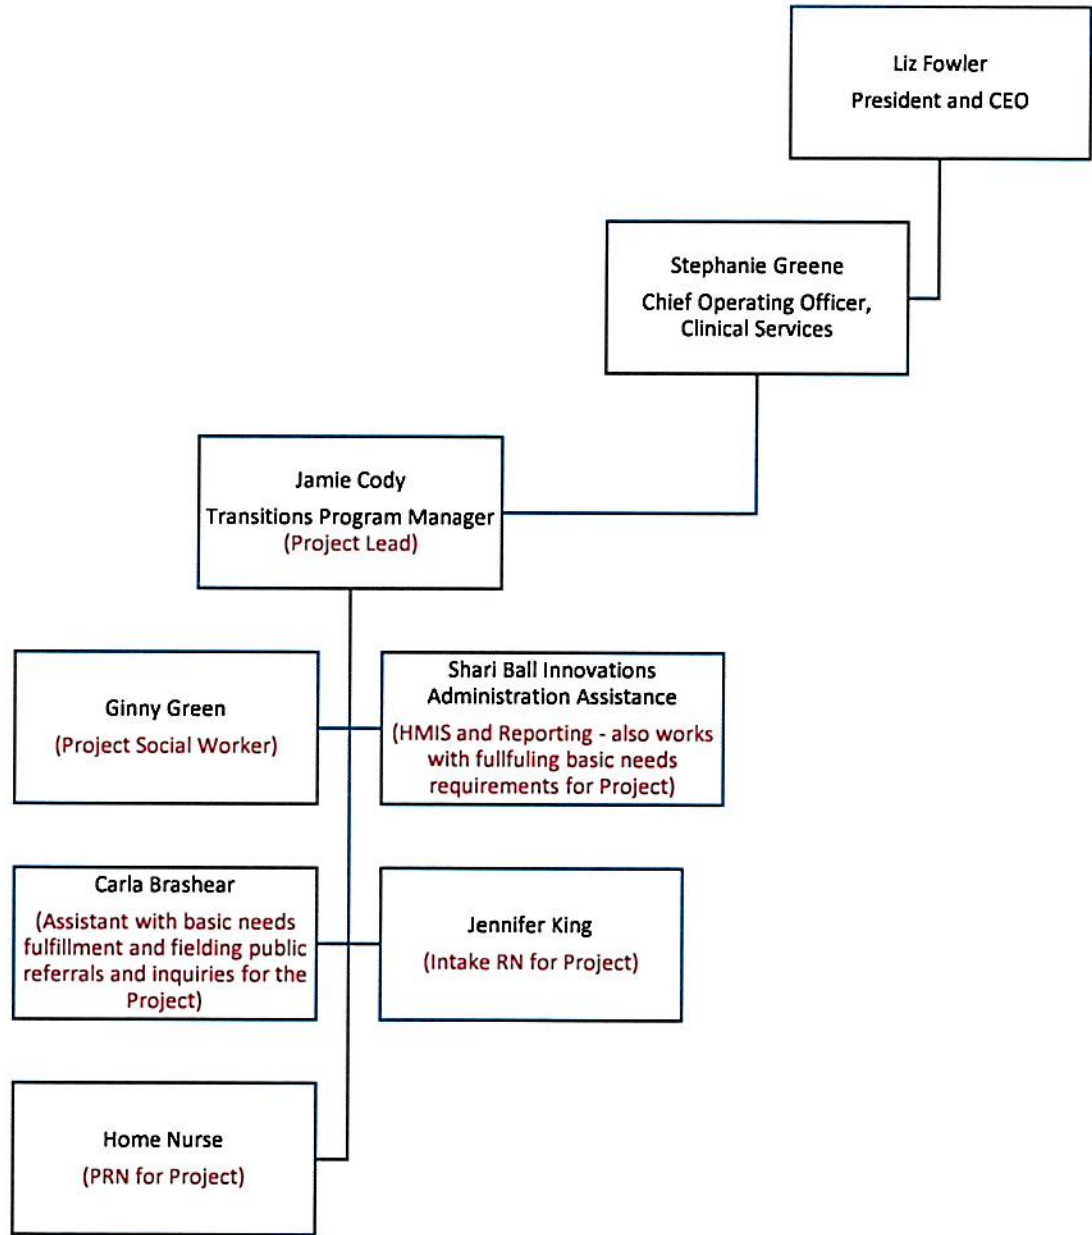 Liz Fowler
President and CEO
Stephanie Greene
Chief Operating Officer,
Clinical Services
Jamie Cody
Transitions Program Manager
(Project Lead)
Ginny Green
(Project Social Worker)
Shari Ball Innovations
Administration Assistance
(HMIS and Reporting - also works
with fullfuling basic needs
requirements for Project)
Carla Brashear
(Assistant with basic needs
fulfillment and fielding public
referrals and inquiries for the
Project)
Jennifer King
(Intake RN for Project)
Home Nurse
(PRN for Project)